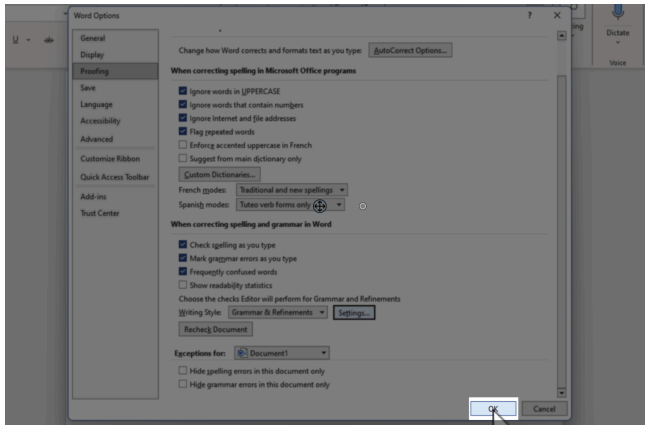 Word Options
?
General
Display
Proofing
Save
Language
Accessibility
Advanced
Customize Ribbon
Quick Access Toolbar
Add-ins
Trust Center
Change how Word corrects and formats text as you type: AutoCorrect Options...
When correcting spelling in Microsoft Office programs
Ignore words in UPPERCASE
Ignore words that contain numbers
Ignore Internet and file addresses
Flag repeated words
Enforce accented uppercase in French
Suggest from main dictionary only
Custom Dictionaries...
French modes: Traditional and new spellings
Spanish modes: Tuteo verb forms only
When correcting spelling and grammar in Word
Check spelling as you type
Mark grammar errors as you type
Frequently confused words
Show readability statistics
Choose the checks Editor will perform for Grammar and Refinements
Writing Style: Grammar & Refinements Settings...
Recheck Document
Exceptions for: Document1
Hide spelling errors in this document only
Hide grammar errors in this document only
OK Cancel
U ab
Dictate
Voice